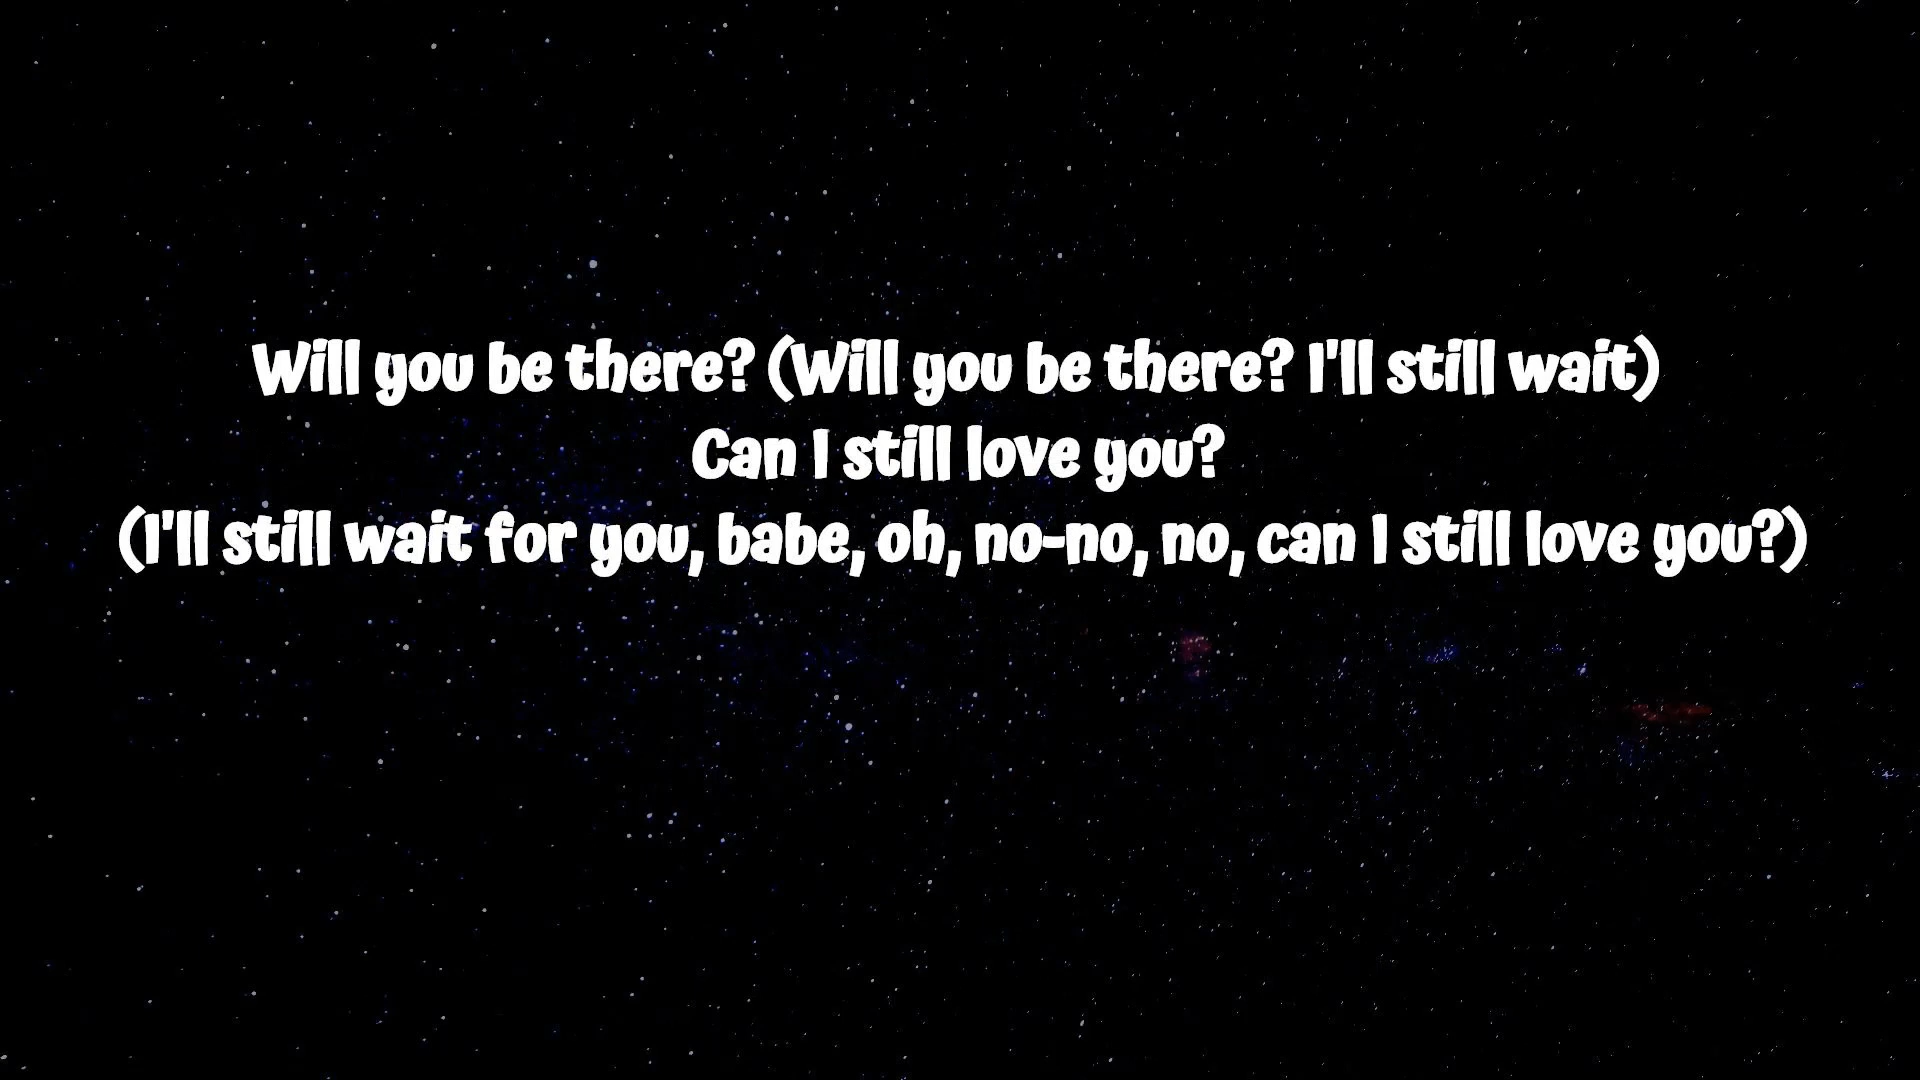 Will you be there? (Will you be there? I'll still wait)
Can I still love you?
(I'll still wait for you, babe, oh, no-no, no, can I still love you?)